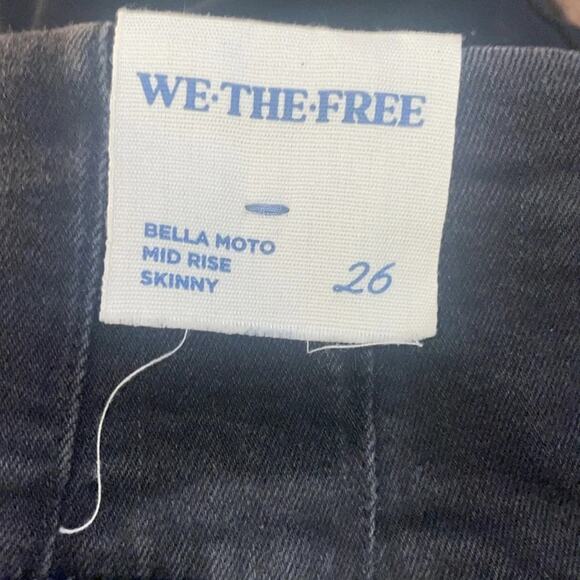 WE·THE·FREE
BELLA MOTO
MID RISE
SKINNY
26